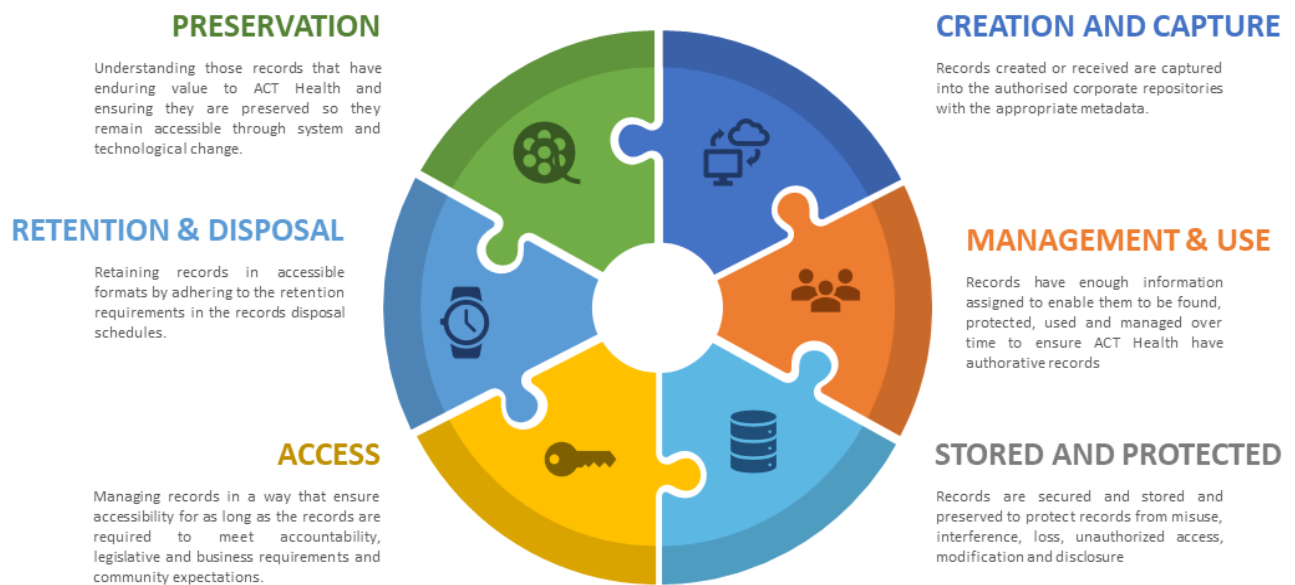 PRESERVATION
Understanding those records that have
enduring value to ACT Health and
ensuring they are preserved so they
remain accessible through system and
technological change.
CREATION AND CAPTURE
Records created or received are captured
into the authorised corporate repositories
with the appropriate metadata.
RETENTION & DISPOSAL
Retaining records in accessible
formats by adhering to the retention
requirements in the records disposal
schedules.
MANAGEMENT & USE
Records have enough information
assigned to enable them to be found,
protected, used and managed over
time to ensure ACT Health have
authorative records
ACCESS
Managing records in a way that ensure
accessibility for as long as the records are
required to meet accountability,
legislative and business requirements and
community expectations.
STORED AND PROTECTED
Records are secured and stored and
preserved to protect records from misuse,
interference, loss, unauthorized access,
modification and disclosure